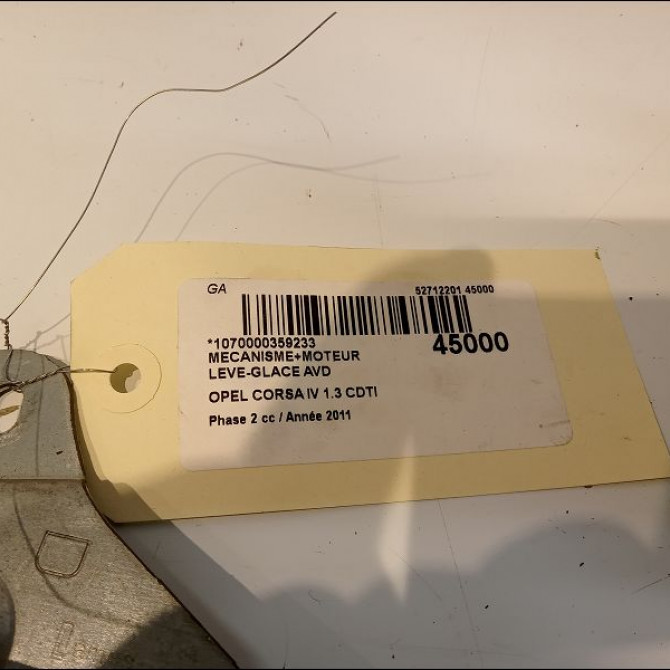 GA 52712201 45000
*1070000359233 45000
MECANISME+MOTEUR
LEVE-GLACE AVD
OPEL CORSA IV 1.3 CDTI
Phase 2 cc / Année 2011
D